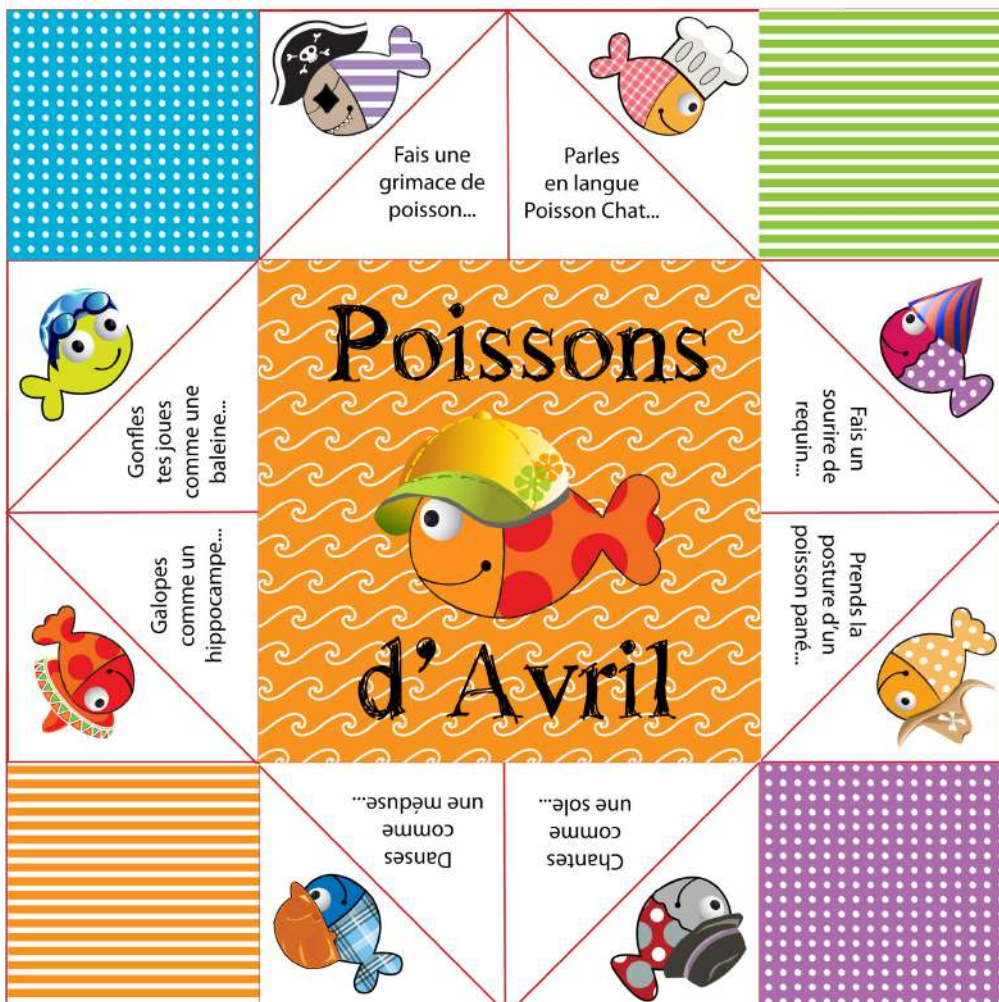 Fais une
grimace de
poisson...
Parles
en langue
Poisson Chat...
Fais un
sourire de
requin...
Prends la
posture d'un
poisson pané...
Chantes
comme
une sole...
Danses
comme
une méduse...
Galopes
comme un
hippocampe...
Gonfles
tes joues
comme une
baleine...
Poissons
d'Avril